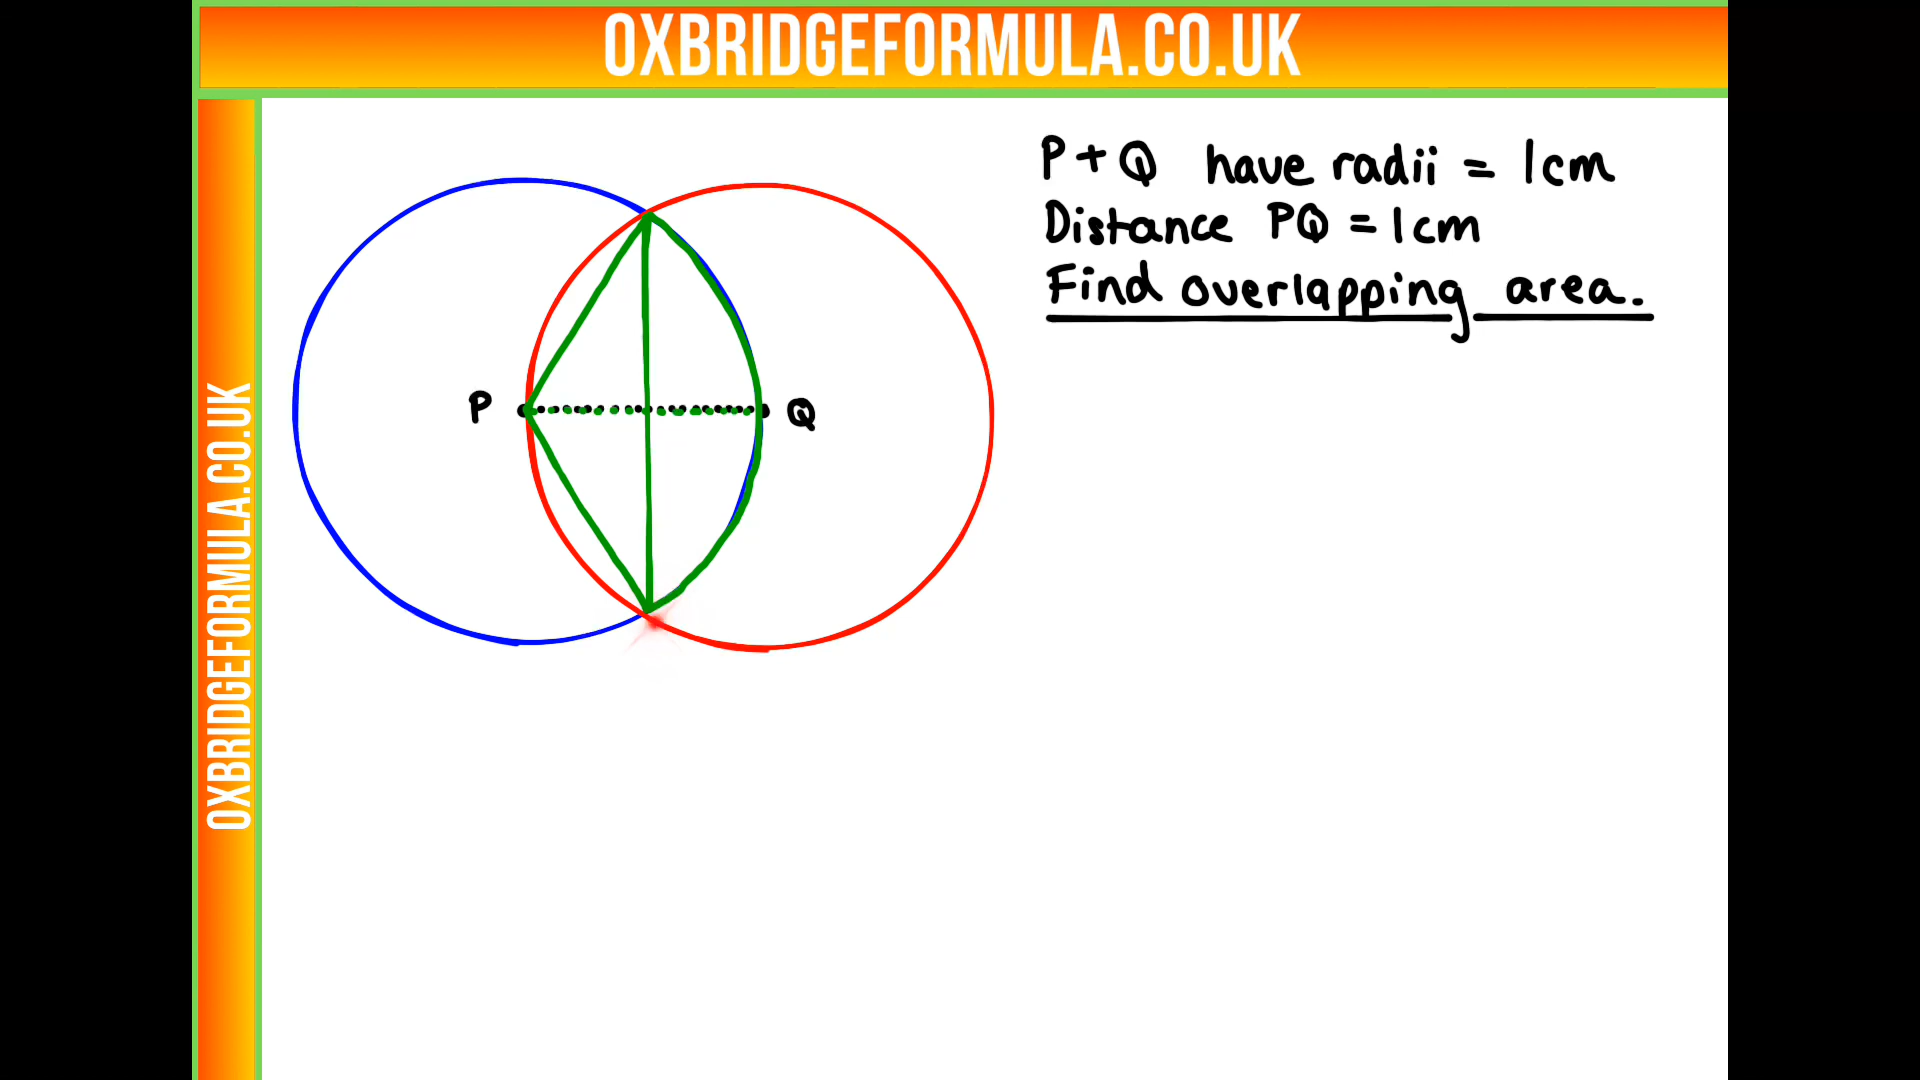 OXBRIDGEFORMULA.CO.UK
OXBRIDGEFORMULA.CO.UK
P + Q have radii = 1cm
Distance PQ = 1cm
Find overlapping area.
P
Q